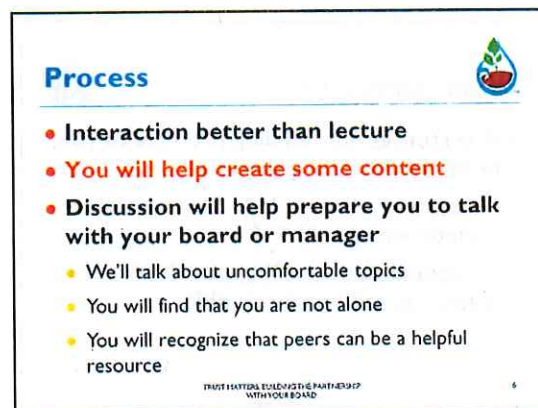 Process
• Interaction better than lecture
• You will help create some content
• Discussion will help prepare you to talk
with your board or manager
• We'll talk about uncomfortable topics
• You will find that you are not alone
• You will recognize that peers can be a helpful
resource
TRUST MATTERS, BUILDING THE PARTNERSHIP
WITH YOUR BOARD
6